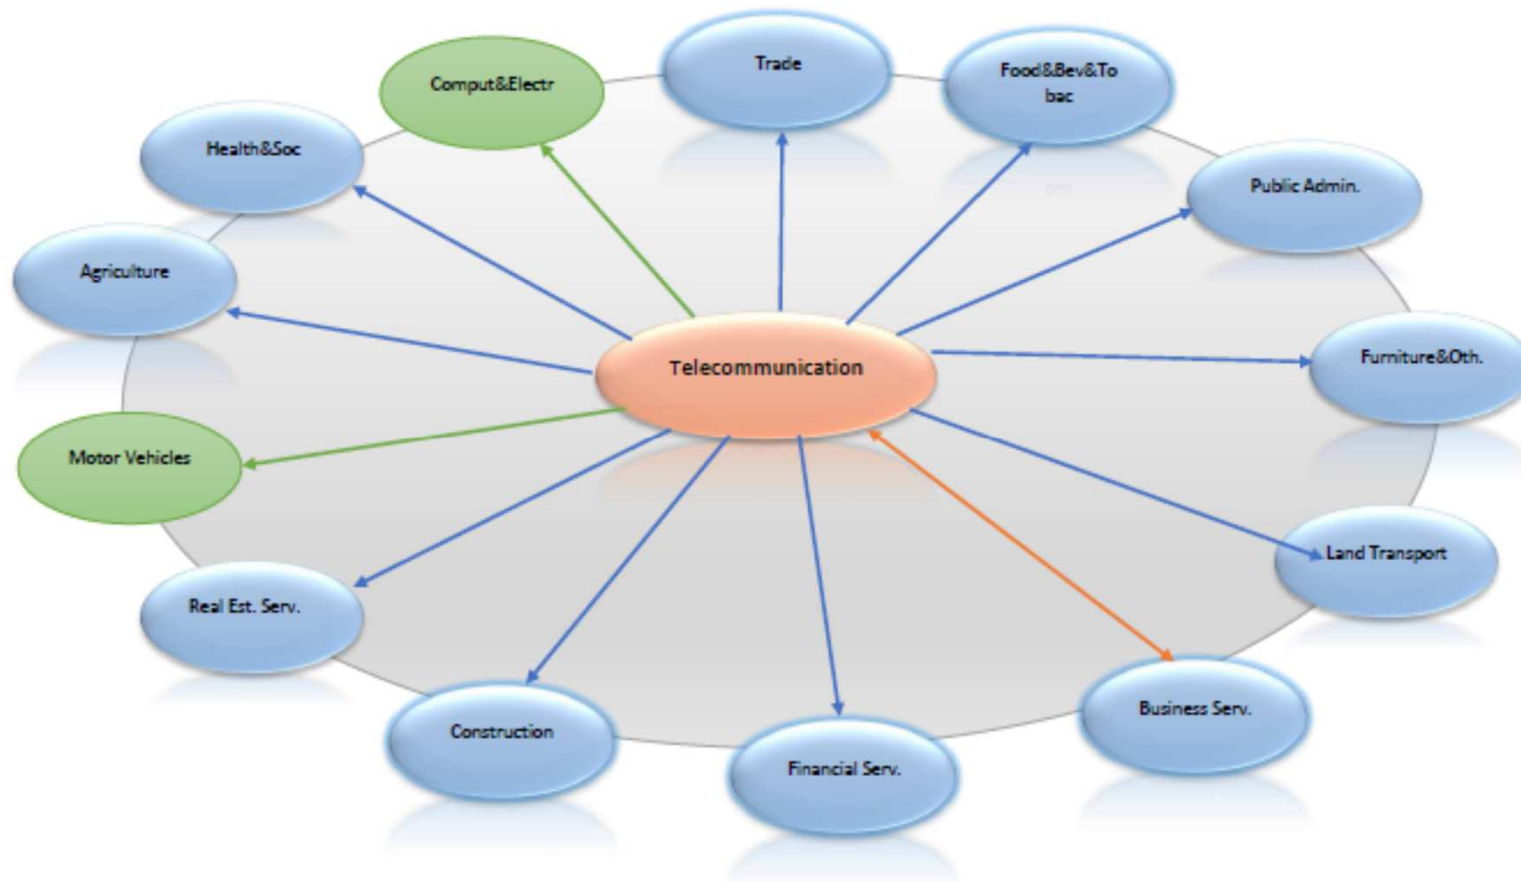 Trade
Food&Bev&To
bac
Comput&Electr
Health&Soc
Public Admin.
Agriculture
Telecommunication
Furniture&Oth.
Motor Vehicles
Land Transport
Real Est. Serv.
Business Serv.
Construction
Financial Serv.